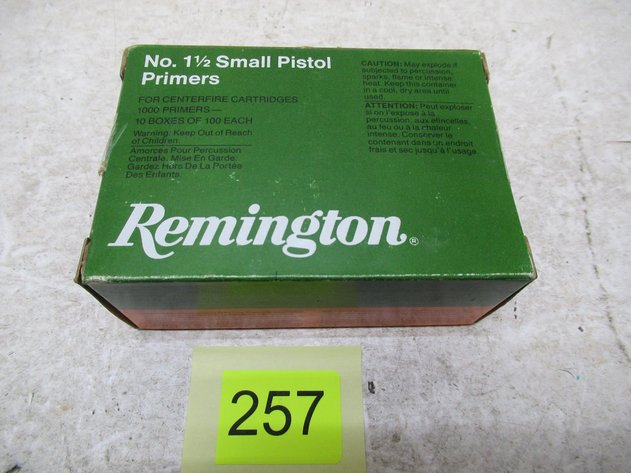 No. 1½ Small Pistol
Primers
FOR CENTERFIRE CARTRIDGES
1000 PRIMERS—
10 BOXES OF 100 EACH
Warning: Keep Out of Reach
of Children.
Amorces Pour Percussion
Centrale. Mise En Garde:
Gardez Hors De La Portée
Des Enfants.
CAUTION: May explode if
subjected to percussion,
sparks, flame or intense
heat. Keep this container
in a cool, dry area until
used.
ATTENTION: Peut exploser
si on l'expose à la
percussion, aux étincelles,
au feu ou à la chaleur
intense. Conserver le
contenant dans un endroit
frais et sec jusqu'à l'usage.
Remington®
257